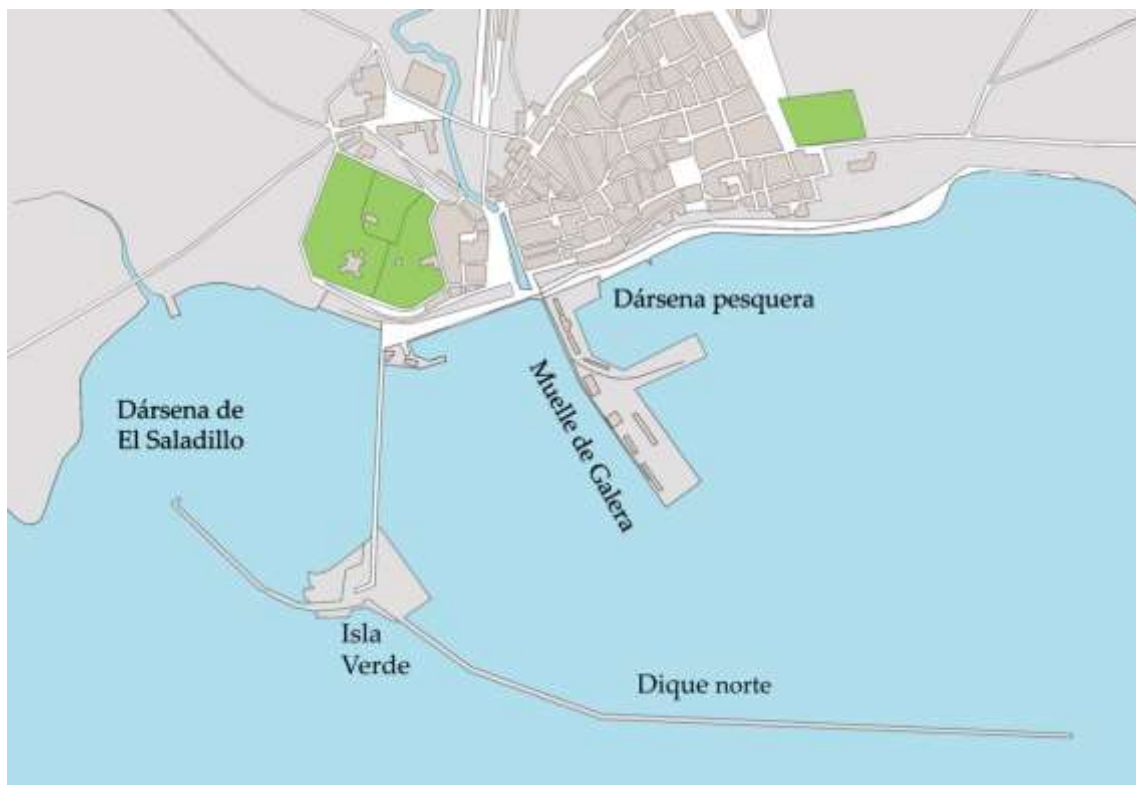 Dársena pesquera
Muelle de Galera
Dársena de
El Saladillo
Isla
Verde
Dique norte